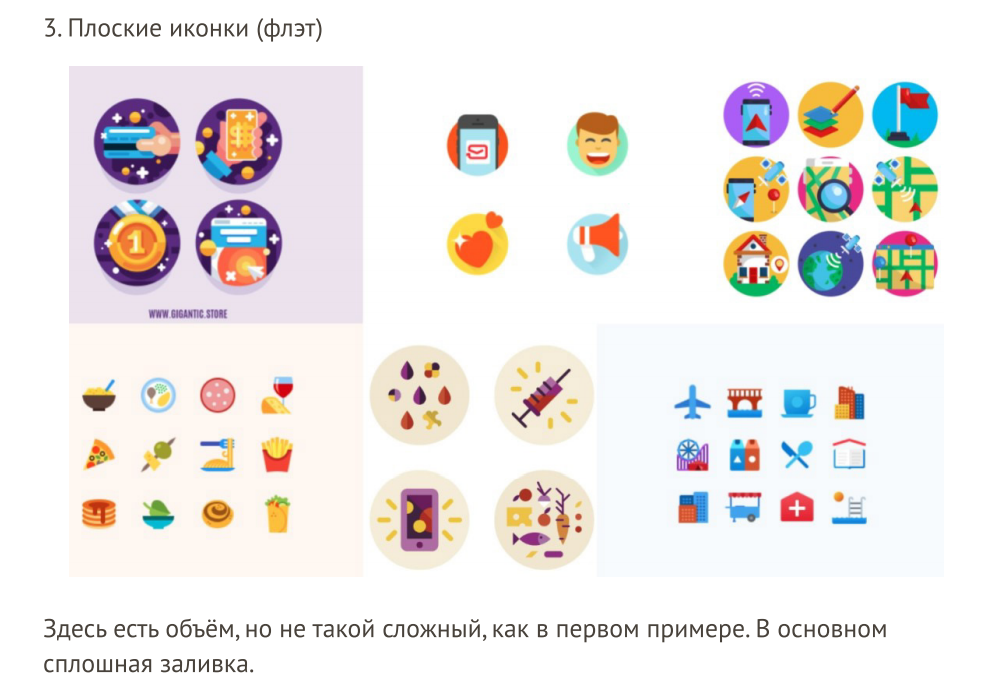 3. Плоские иконки (флэт)
1
WWW.GIGANTIC.STORE
Здесь есть объём, но не такой сложный, как в первом примере. В основном
сплошная заливка.